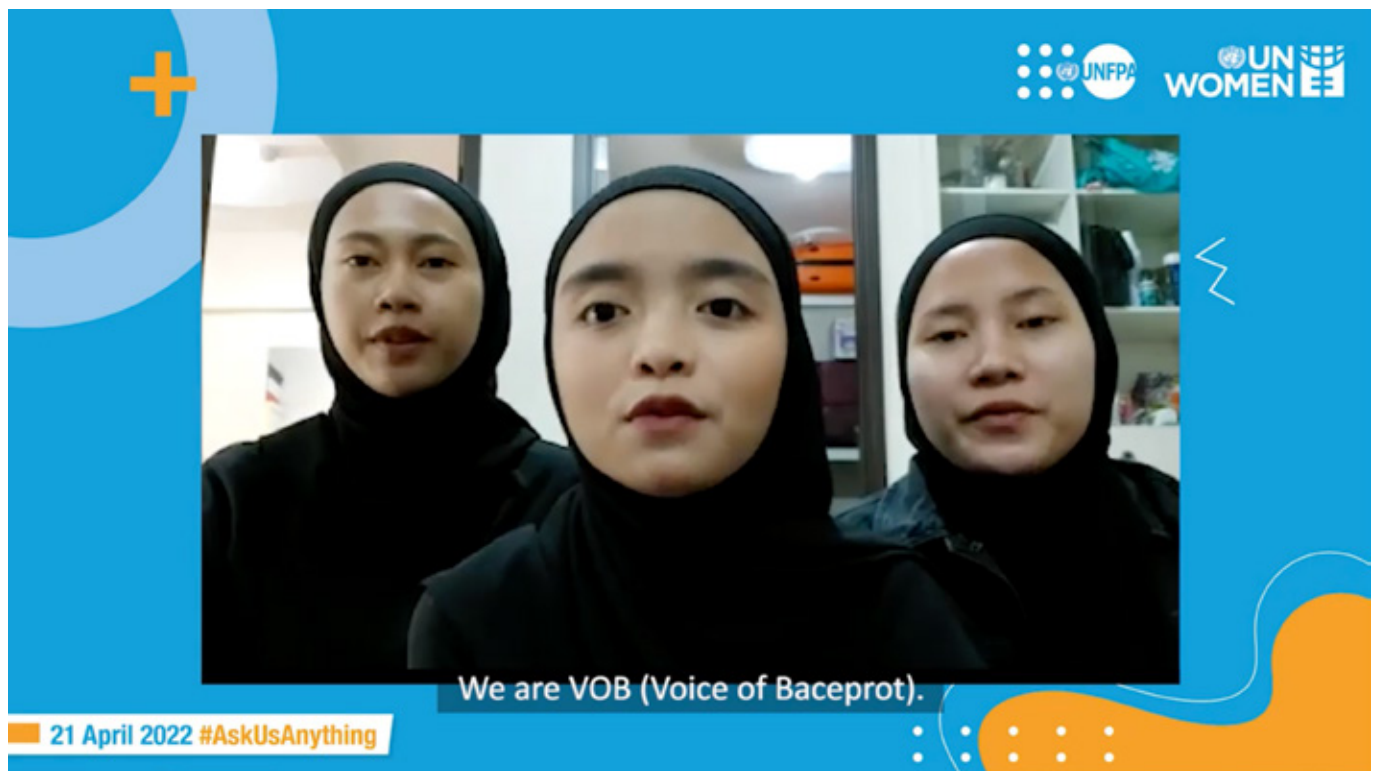 UNFPA
UN
WOMEN
We are VOB (Voice of Baceprot).
21 April 2022 #AskUsAnything